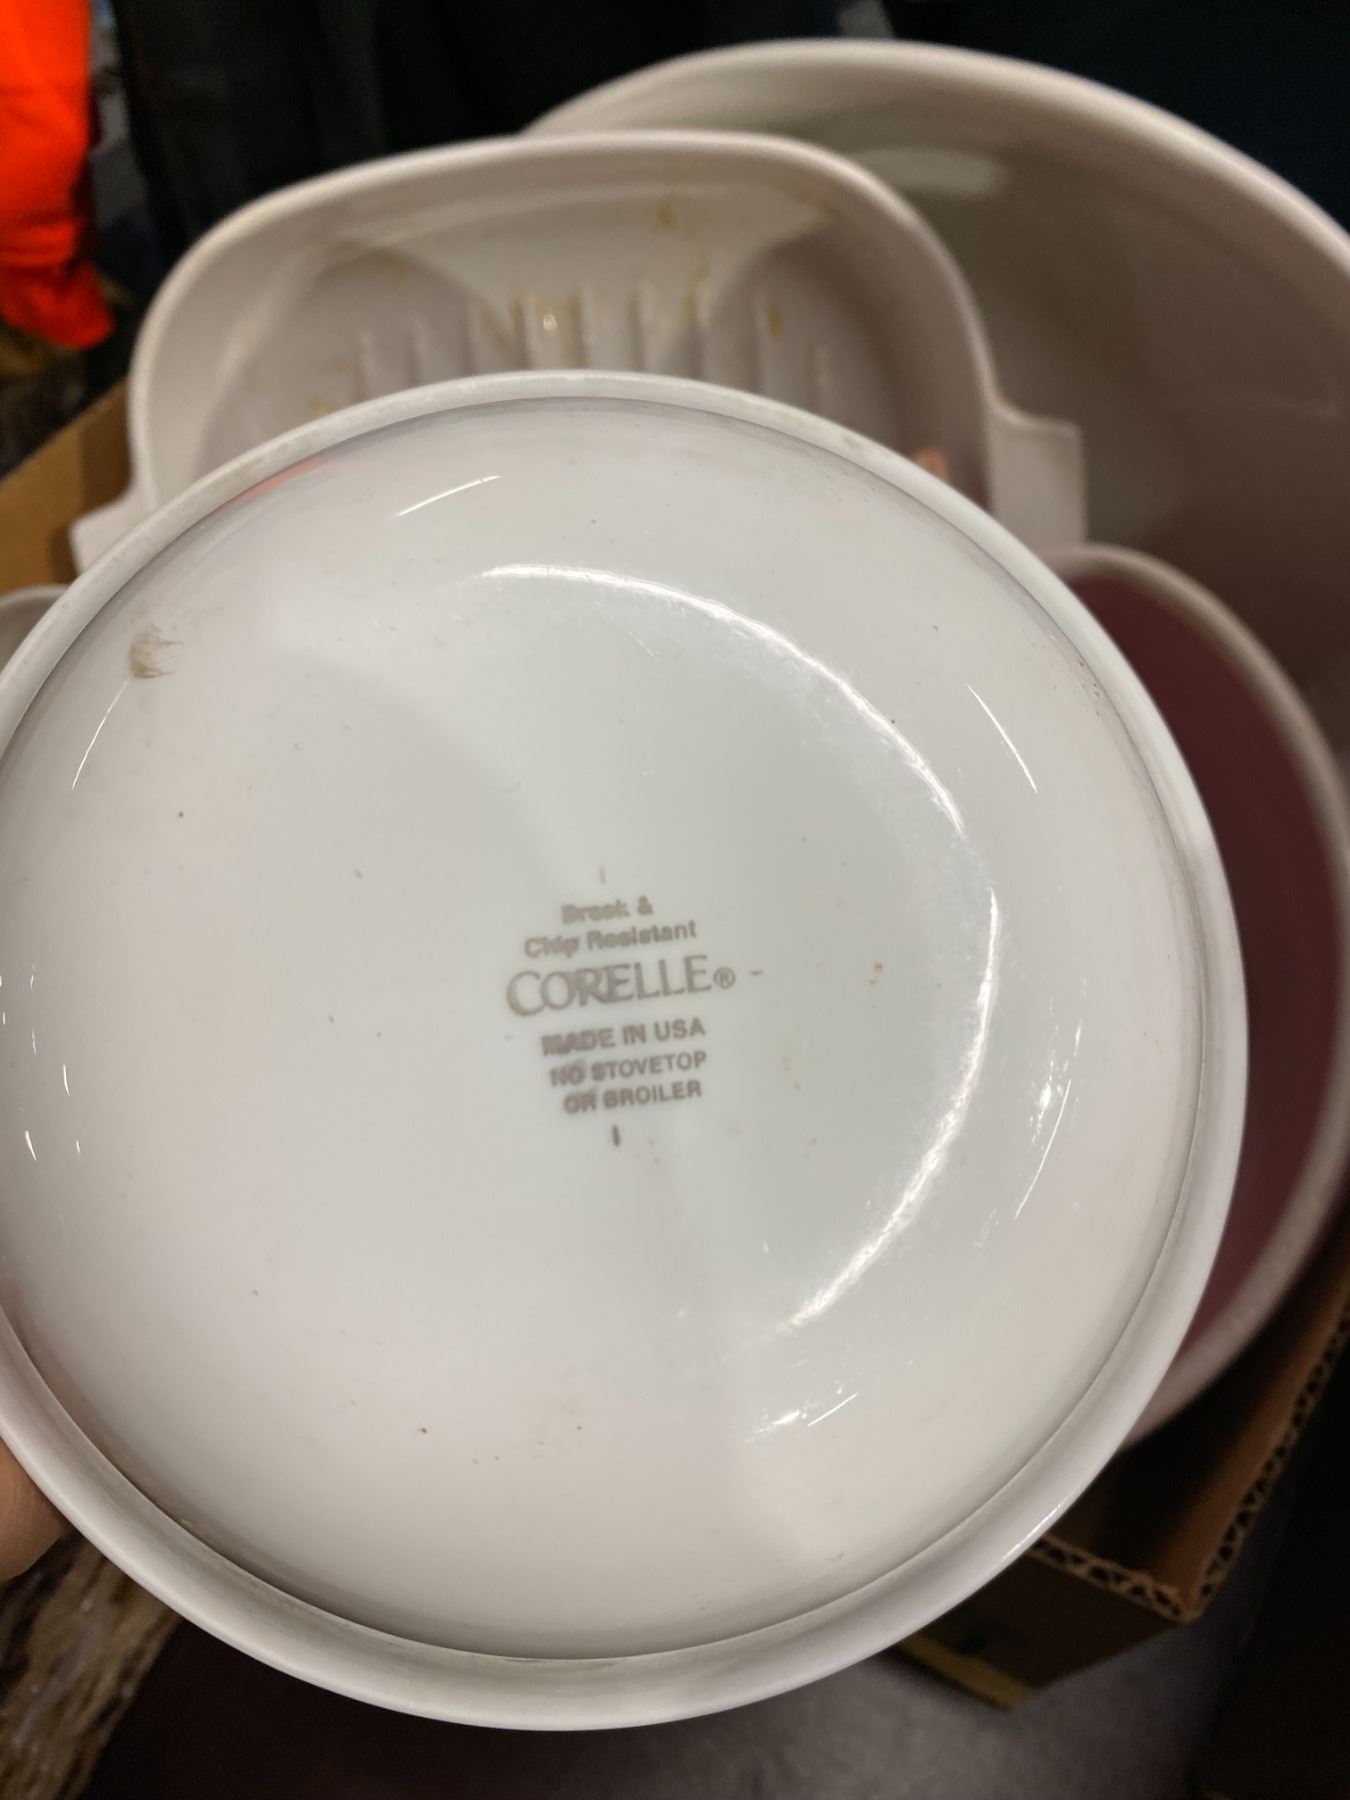 Break &
Chip Resistant
CORELLE®
MADE IN USA
NO STOVETOP
OR BROILER